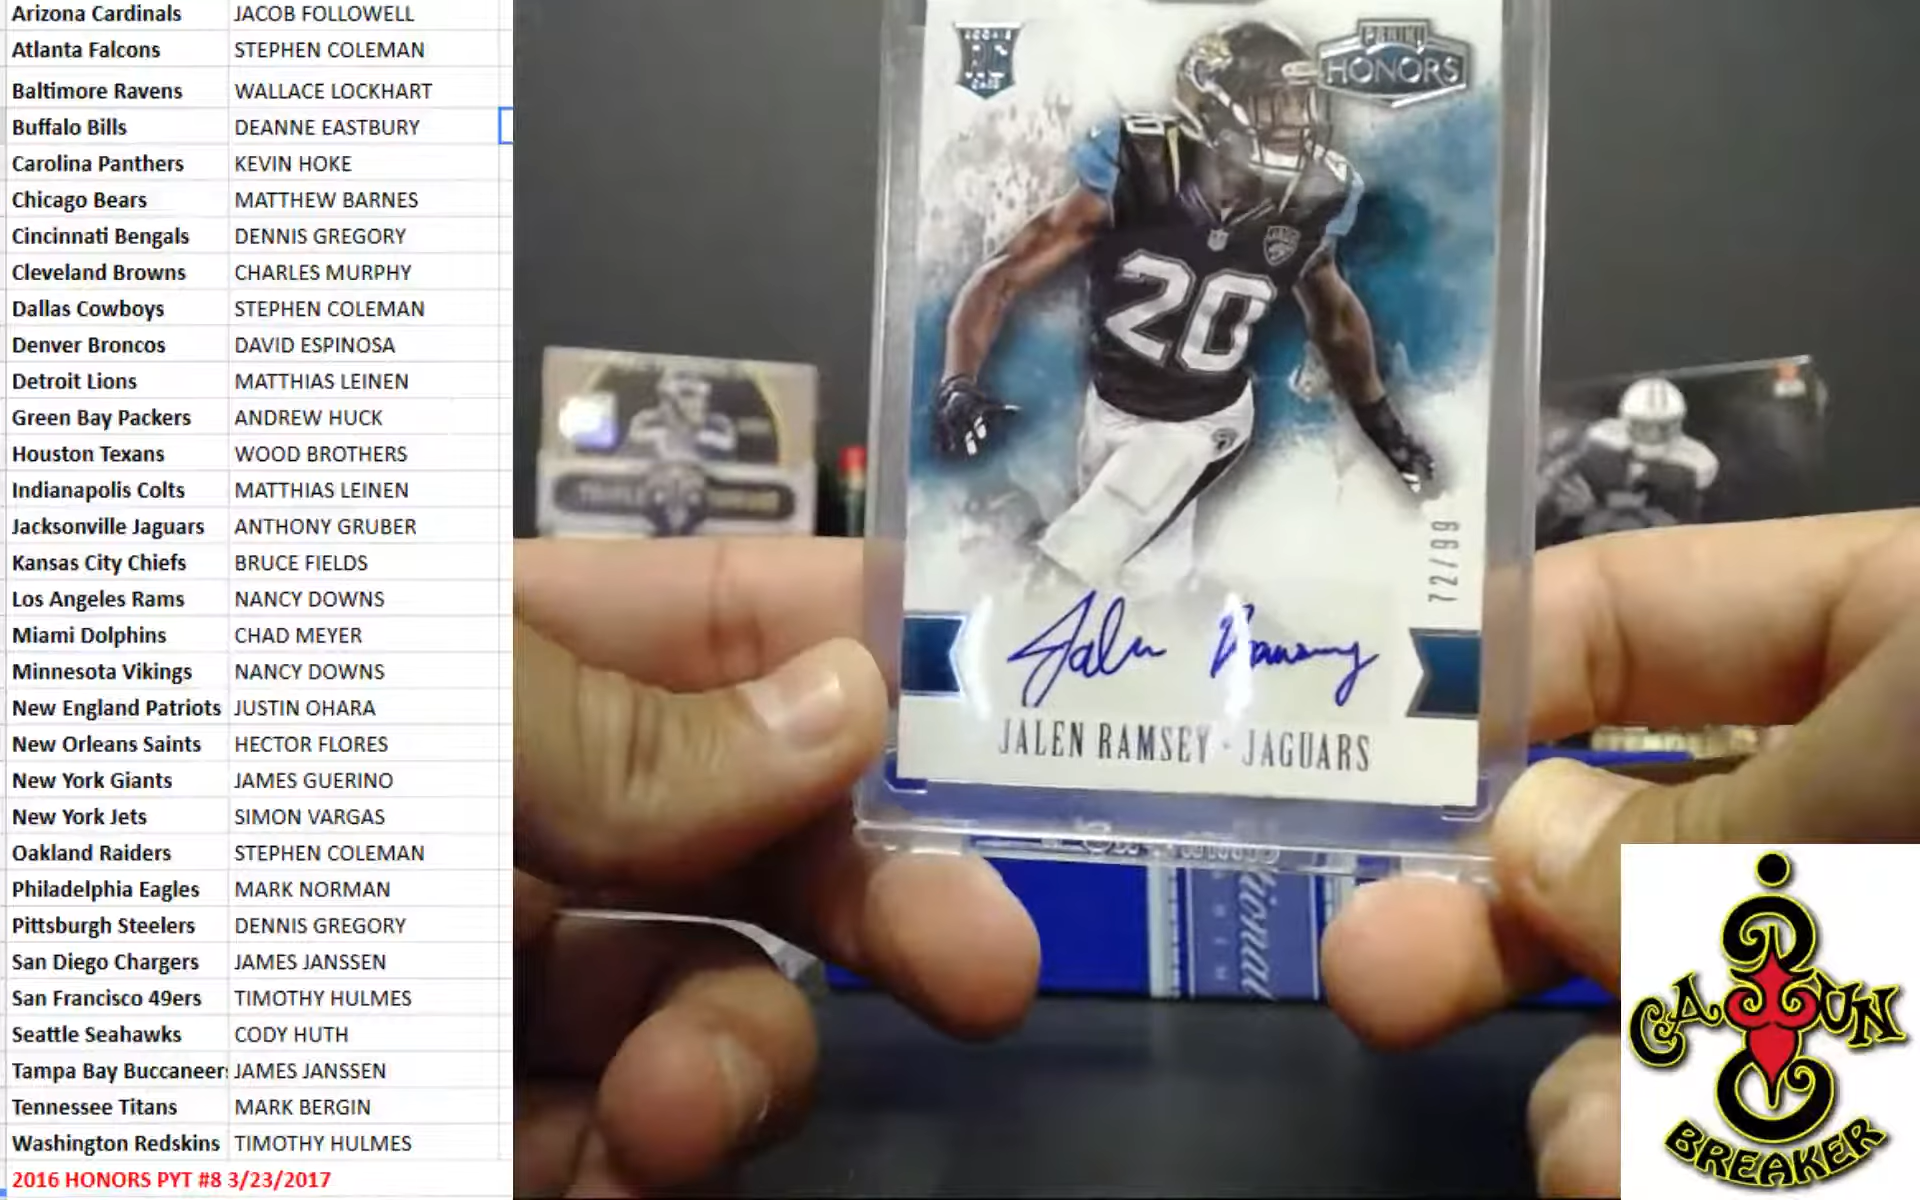 Arizona Cardinals JACOB FOLLOWELL
Atlanta Falcons STEPHEN COLEMAN
Baltimore Ravens WALLACE LOCKHART
Buffalo Bills DEANNE EASTBURY
Carolina Panthers KEVIN HOKE
Chicago Bears MATTHEW BARNES
Cincinnati Bengals DENNIS GREGORY
Cleveland Browns CHARLES MURPHY
Dallas Cowboys STEPHEN COLEMAN
Denver Broncos DAVID ESPINOSA
Detroit Lions MATTHIAS LEINEN
Green Bay Packers ANDREW HUCK
Houston Texans WOOD BROTHERS
Indianapolis Colts MATTHIAS LEINEN
Jacksonville Jaguars ANTHONY GRUBER
Kansas City Chiefs BRUCE FIELDS
Los Angeles Rams NANCY DOWNS
Miami Dolphins CHAD MEYER
Minnesota Vikings NANCY DOWNS
New England Patriots JUSTIN OHARA
New Orleans Saints HECTOR FLORES
New York Giants JAMES GUERINO
New York Jets SIMON VARGAS
Oakland Raiders STEPHEN COLEMAN
Philadelphia Eagles MARK NORMAN
Pittsburgh Steelers DENNIS GREGORY
San Diego Chargers JAMES JANSSEN
San Francisco 49ers TIMOTHY HULMES
Seattle Seahawks CODY HUTH
Tampa Bay Buccaneers JAMES JANSSEN
Tennessee Titans MARK BERGIN
Washington Redskins TIMOTHY HULMES
2016 HONORS PYT #8 3/23/2017
ROOKIE
RC
CARD
PANINI
HONORS
20
20
72/99
Jalen Ramsey
JALEN RAMSEY - JAGUARS
CAJUN
BREAKER